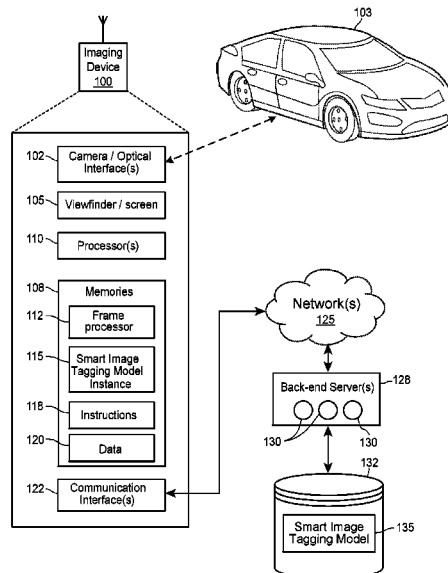 Imaging
Device
100
103
102
Camera / Optical
Interface(s)
105
Viewfinder / screen
110
Processor(s)
108
Memories
112
Frame
processor
115
Smart Image
Tagging Model
Instance
118
Instructions
120
Data
122
Communication
Interface(s)
Network(s)
125
Back-end Server(s)
128
130
130
132
Smart Image
Tagging Model
135